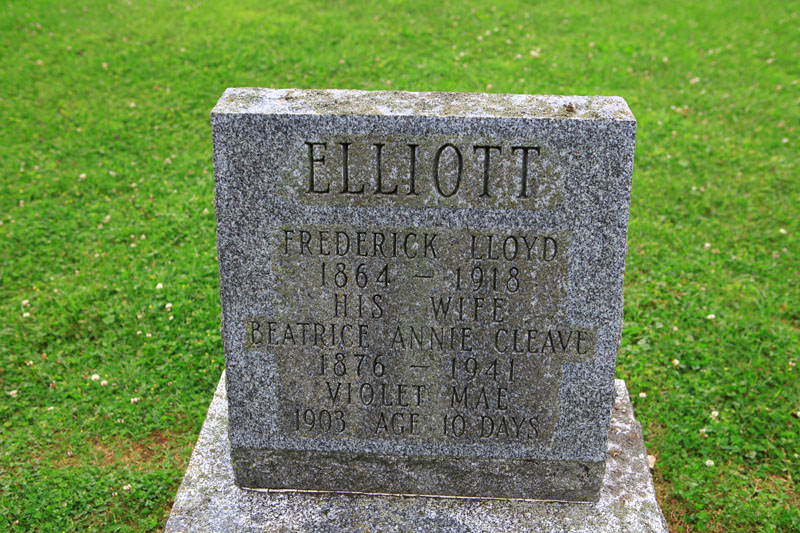 ELLIOTT
FREDERICK LLOYD
1864 – 1918
HIS WIFE
BEATRICE ANNIE CLEAVE
1876 – 1941
VIOLET MAE
1903 AGE 10 DAYS